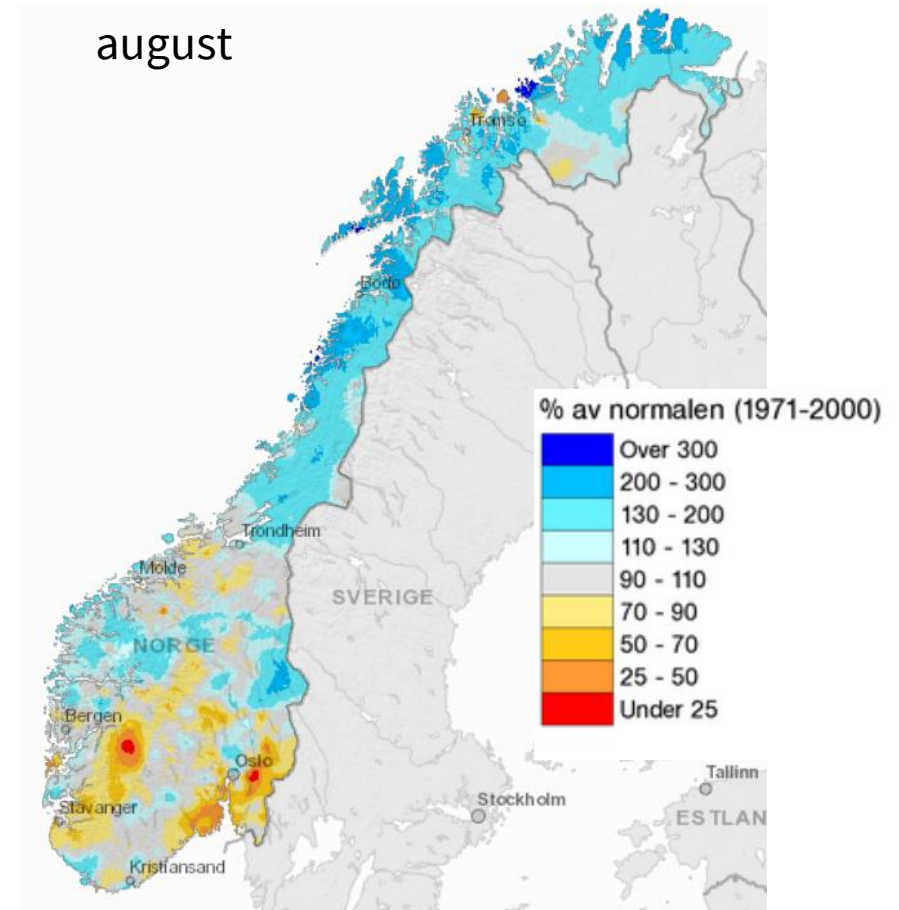 august
Tromsø
Bodø
% av normalen (1971-2000)
Over 300
200 - 300
130 - 200
110 - 130
90 - 110
70 - 90
50 - 70
25 - 50
Under 25
Trondheim
Molde
SVERIGE
NORGE
Bergen
Oslo
Stavanger
Kristiansand
Stockholm
Tallinn
ESTLAN